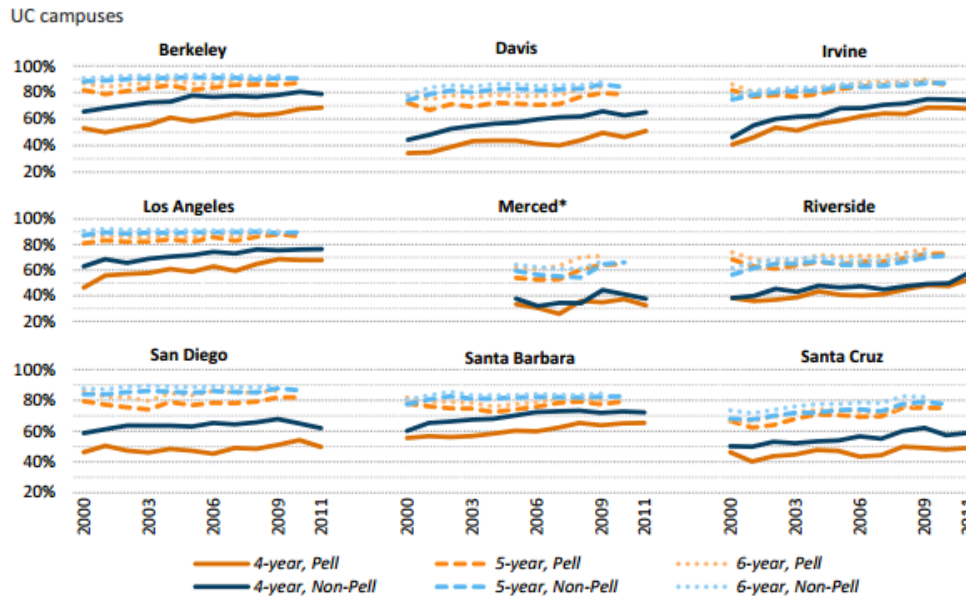 UC campuses
Berkeley Davis Irvine
100%
80%
60%
40%
20%
Los Angeles Merced* Riverside
100%
80%
60%
40%
20%
San Diego Santa Barbara Santa Cruz
100%
80%
60%
40%
20%
2000 2003 2006 2009 2011 2000 2003 2006 2009 2011 2000 2003 2006 2009 2011
4-year, Pell 5-year, Pell 6-year, Pell
4-year, Non-Pell 5-year, Non-Pell 6-year, Non-Pell